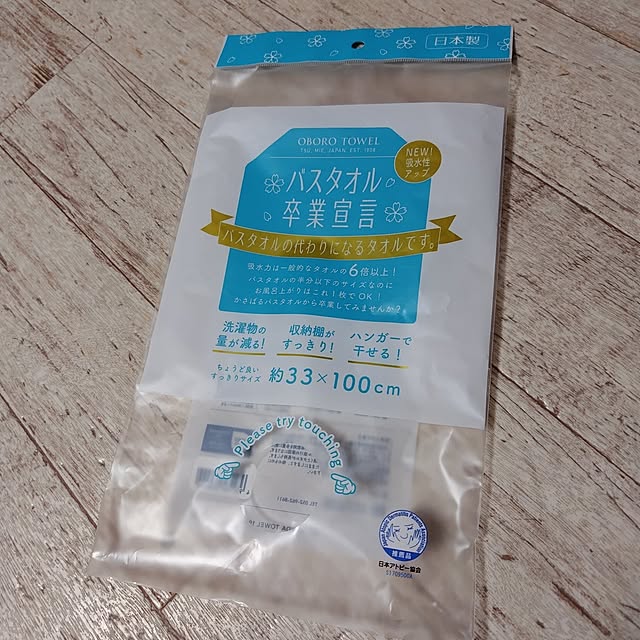 日本製
OBORO TOWEL
TSU, MIE, JAPAN, EST. 1908
NEW!
吸水性
アップ
バスタオル
卒業宣言
バスタオルの代わりになるタオルです。
吸水力は一般的なタオルの6倍以上!
バスタオルの半分以下のサイズなのに
お風呂上がりはこれ1枚でOK!
かさばるバスタオルから卒業してみませんか?
洗濯物の
量が減る!
収納棚が
すっきり!
ハンガーで
干せる!
ちょうど良い
すっきりサイズ
約33×100cm
Please try touching
推薦品
日本アトピー協会